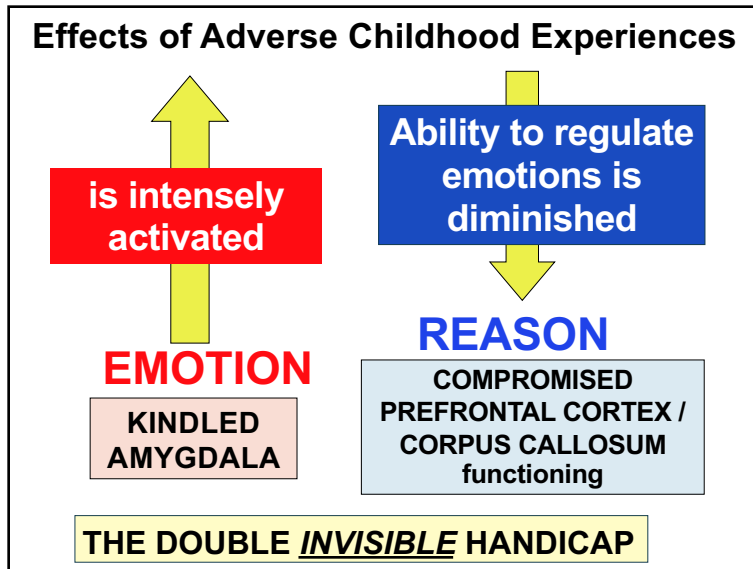 Effects of Adverse Childhood Experiences
is intensely
activated
EMOTION
KINDLED
AMYGDALA
Ability to regulate
emotions is
diminished
REASON
COMPROMISED
PREFRONTAL CORTEX /
CORPUS CALLOSUM
functioning
THE DOUBLE INVISIBLE HANDICAP